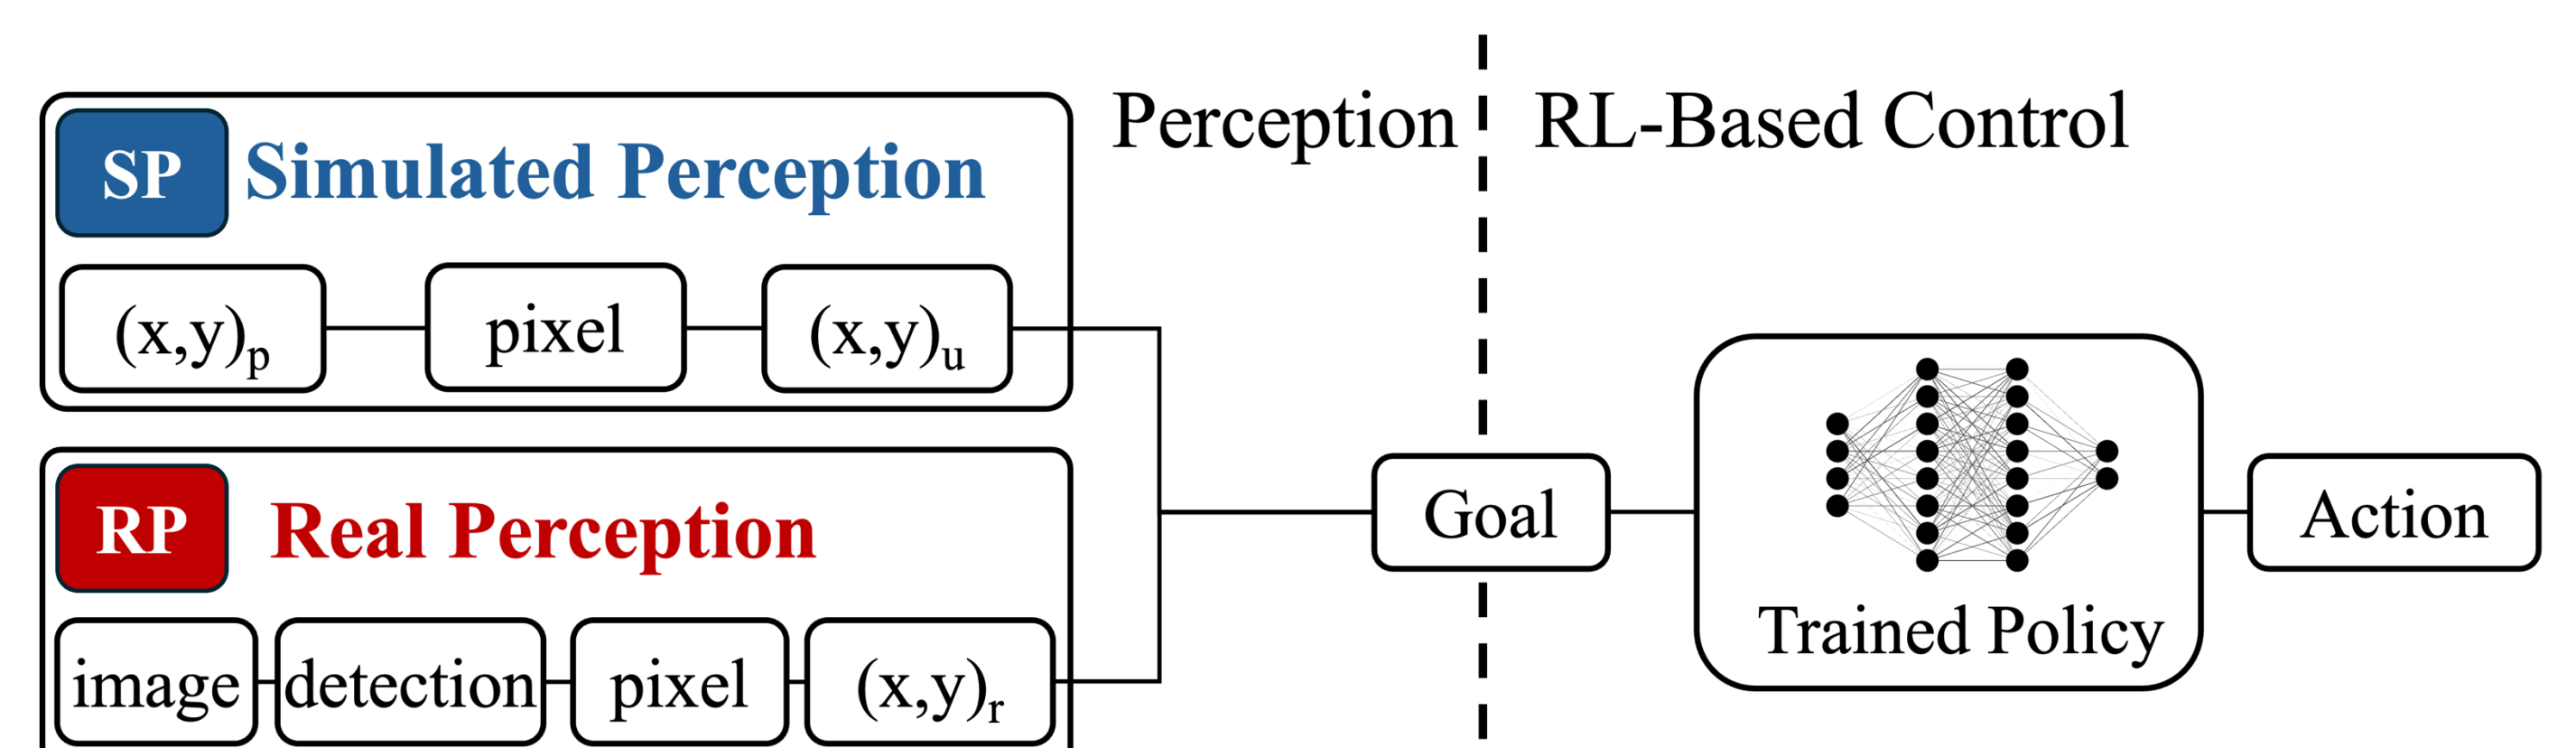 Perception
RL-Based Control
SP
Simulated Perception
(x,y)p
pixel
(x,y)u
RP
Real Perception
image
detection
pixel
(x,y)r
Goal
Trained Policy
Action